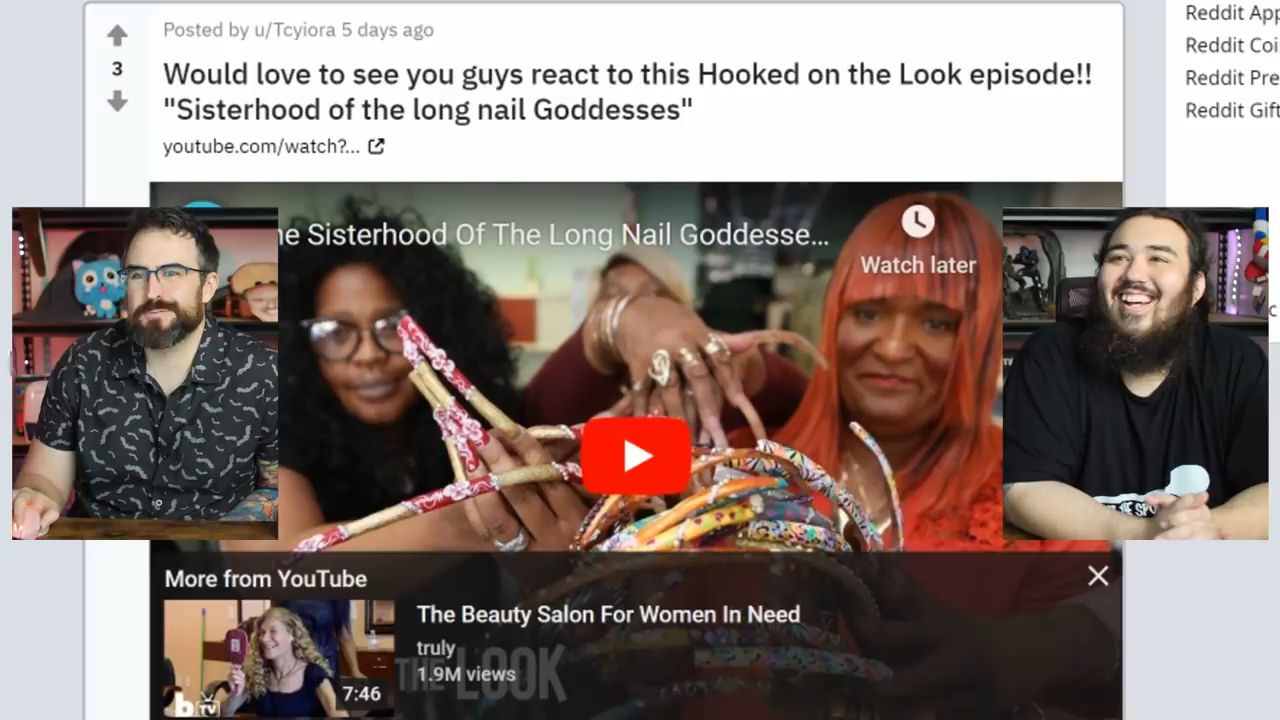 Posted by u/Tcyiora 5 days ago
3
Would love to see you guys react to this Hooked on the Look episode!!
"Sisterhood of the long nail Goddesses"
youtube.com/watch?...
Reddit App
Reddit Coi
Reddit Pre
Reddit Gift
ne Sisterhood Of The Long Nail Goddesse...
Watch later
More from YouTube
The Beauty Salon For Women In Need
truly
1.9M views
THE LOOK
7:46
b TV